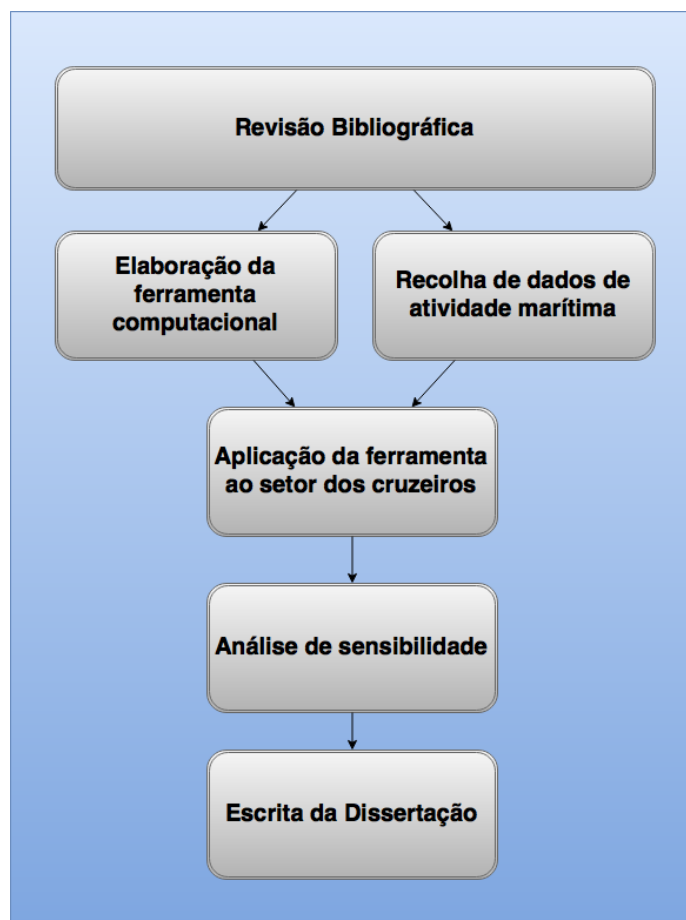 Revisão Bibliográfica
Elaboração da
ferramenta
computacional
Recolha de dados de
atividade marítima
Aplicação da ferramenta
ao setor dos cruzeiros
Análise de sensibilidade
Escrita da Dissertação